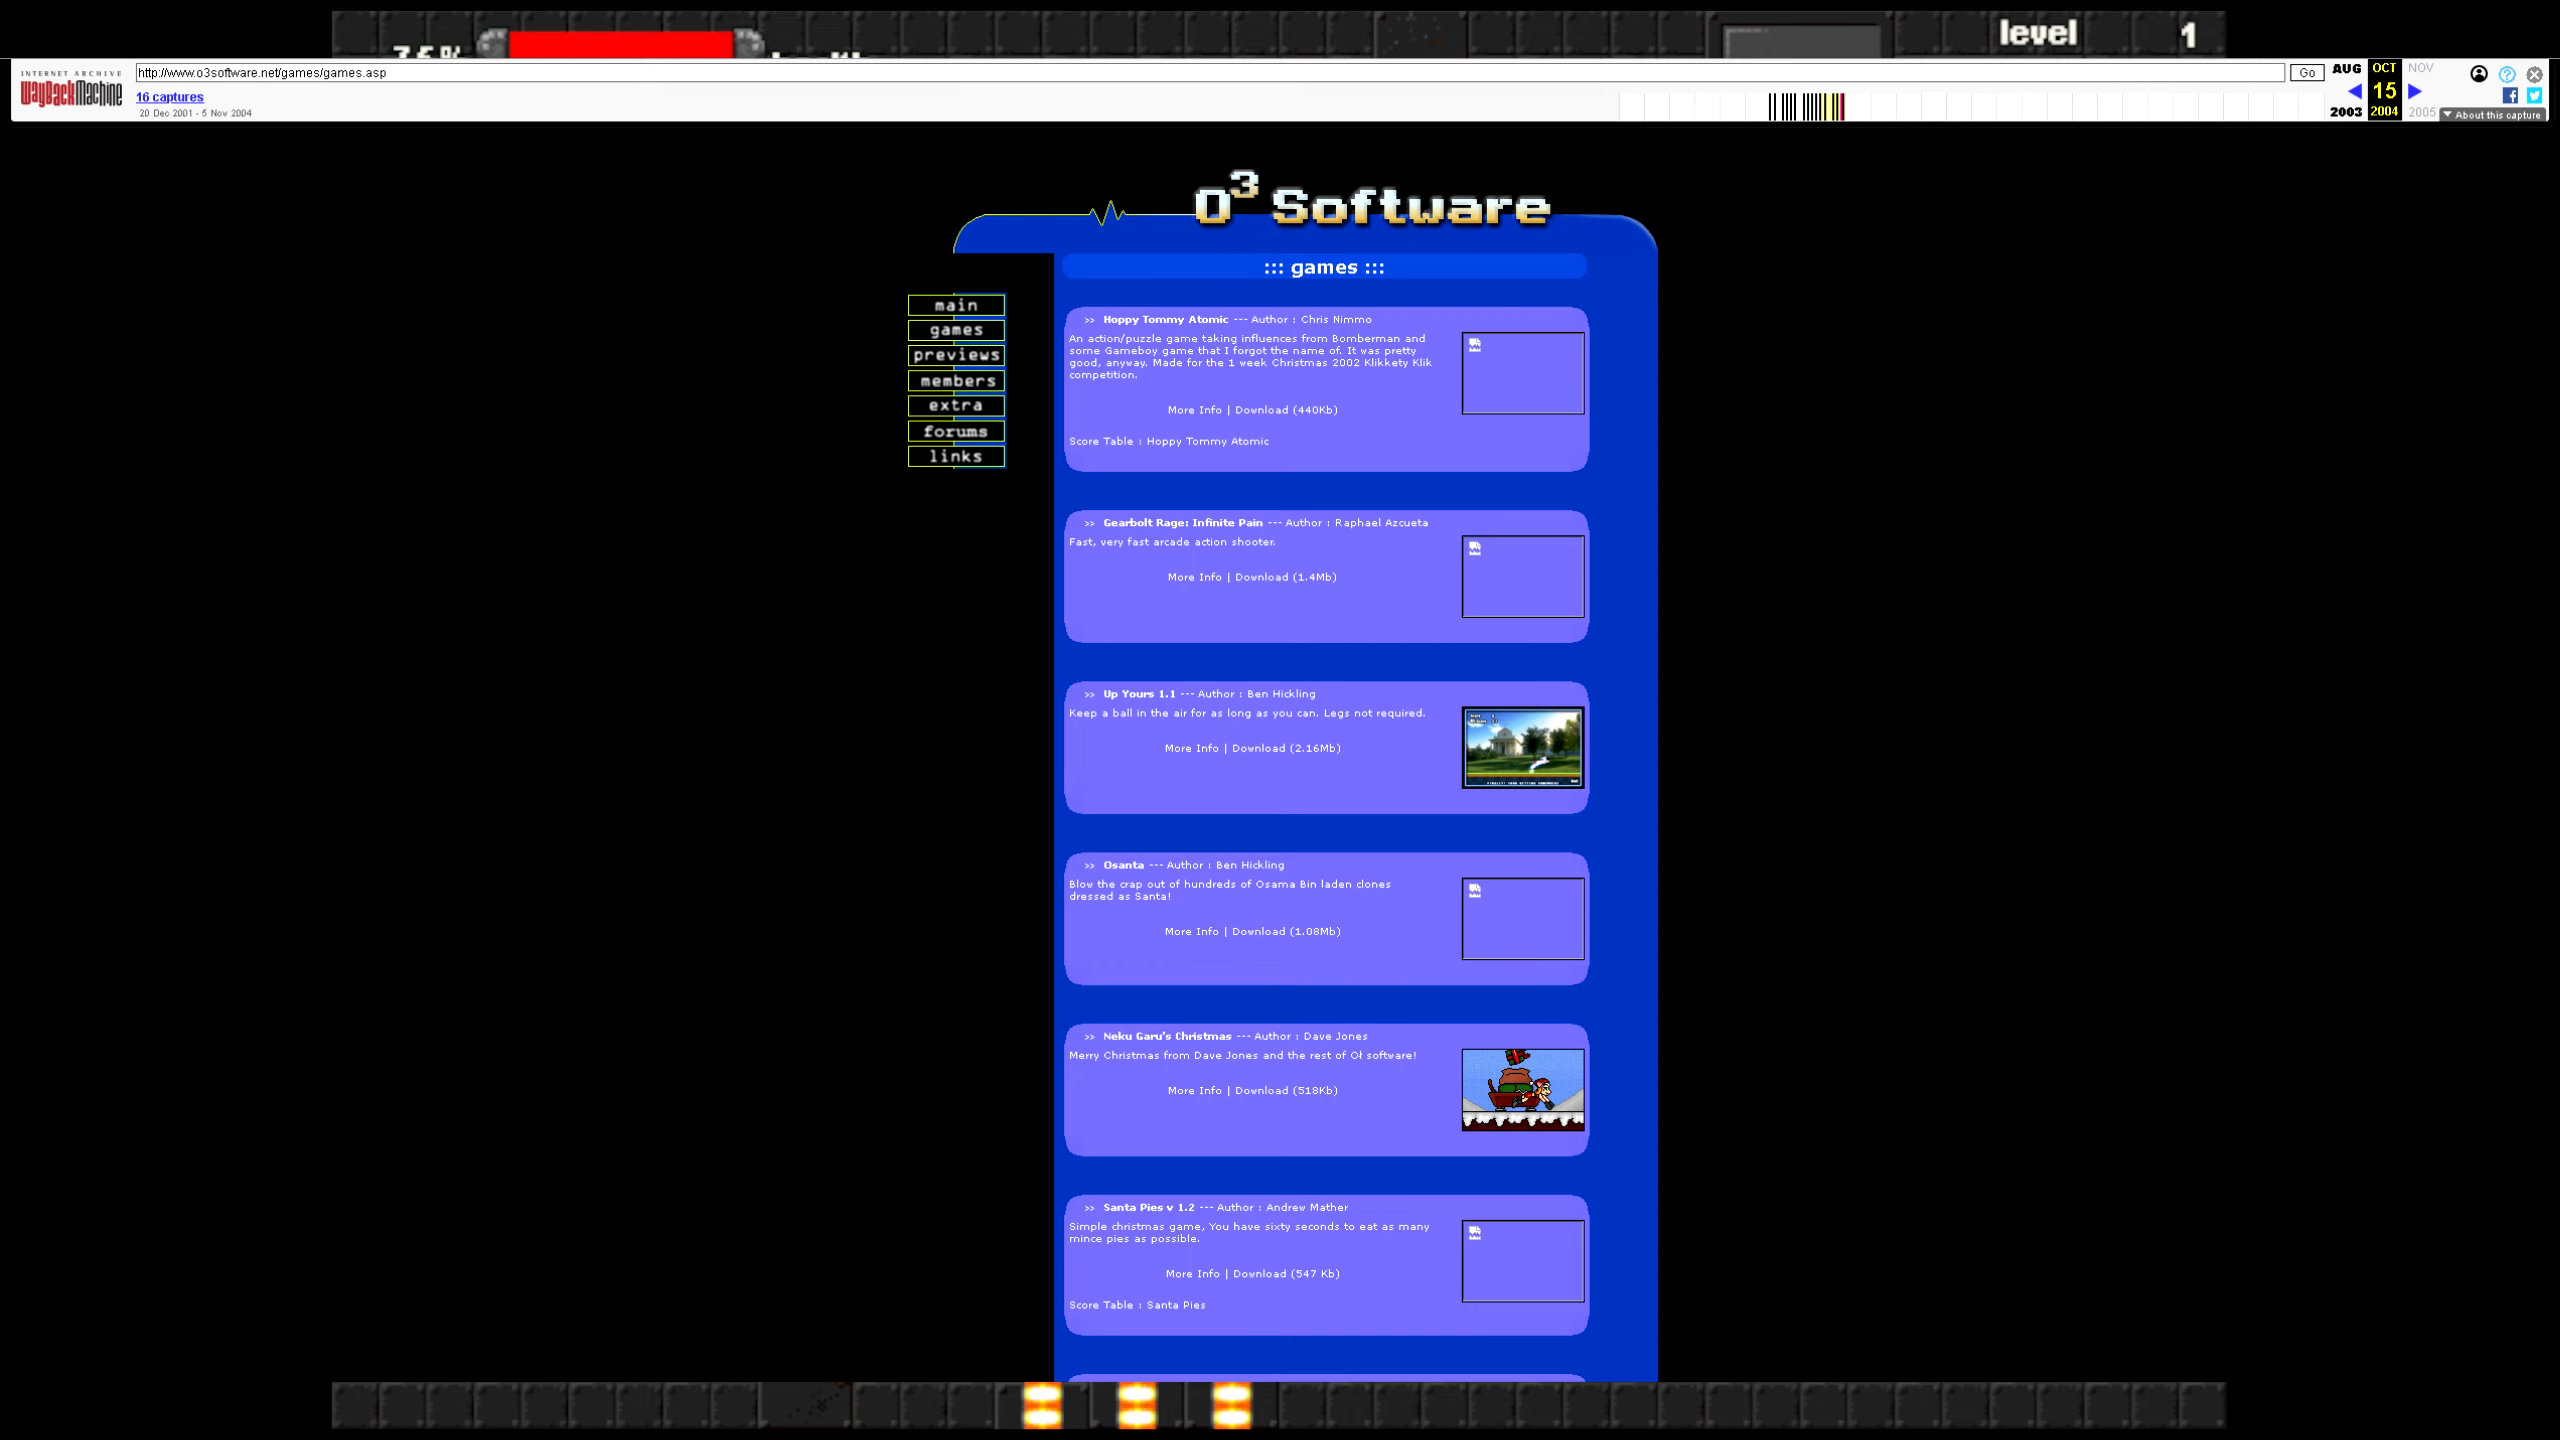 level 1
INTERNET ARCHIVE
WayBackMachine
http://www.o3software.net/games/games.asp
Go
AUG OCT NOV
16 captures
15
20 Dec 2001 - 5 Nov 2004
2003 2004 2005
About this capture
O3 Software
::: games :::
main
games
previews
members
extra
forums
links
>> Hoppy Tommy Atomic --- Author : Chris Nimmo
An action/puzzle game taking influences from Bomberman and
some Gameboy game that I forgot the name of. It was pretty
good, anyway. Made for the 1 week Christmas 2002 Klikkety Klik
competition.
More Info | Download (440Kb)
Score Table : Hoppy Tommy Atomic
>> Gearbolt Rage: Infinite Pain --- Author : Raphael Azcueta
Fast, very fast arcade action shooter.
More Info | Download (1.4Mb)
>> Up Yours 1.1 --- Author : Ben Hickling
Keep a ball in the air for as long as you can. Legs not required.
More Info | Download (2.16Mb)
>> Osanta --- Author : Ben Hickling
Blow the crap out of hundreds of Osama Bin laden clones
dressed as Santa!
More Info | Download (1.08Mb)
>> Neku Garu's Christmas --- Author : Dave Jones
Merry Christmas from Dave Jones and the rest of Oł software!
More Info | Download (518Kb)
>> Santa Pies v 1.2 --- Author : Andrew Mather
Simple christmas game, You have sixty seconds to eat as many
mince pies as possible.
More Info | Download (547 Kb)
Score Table : Santa Pies